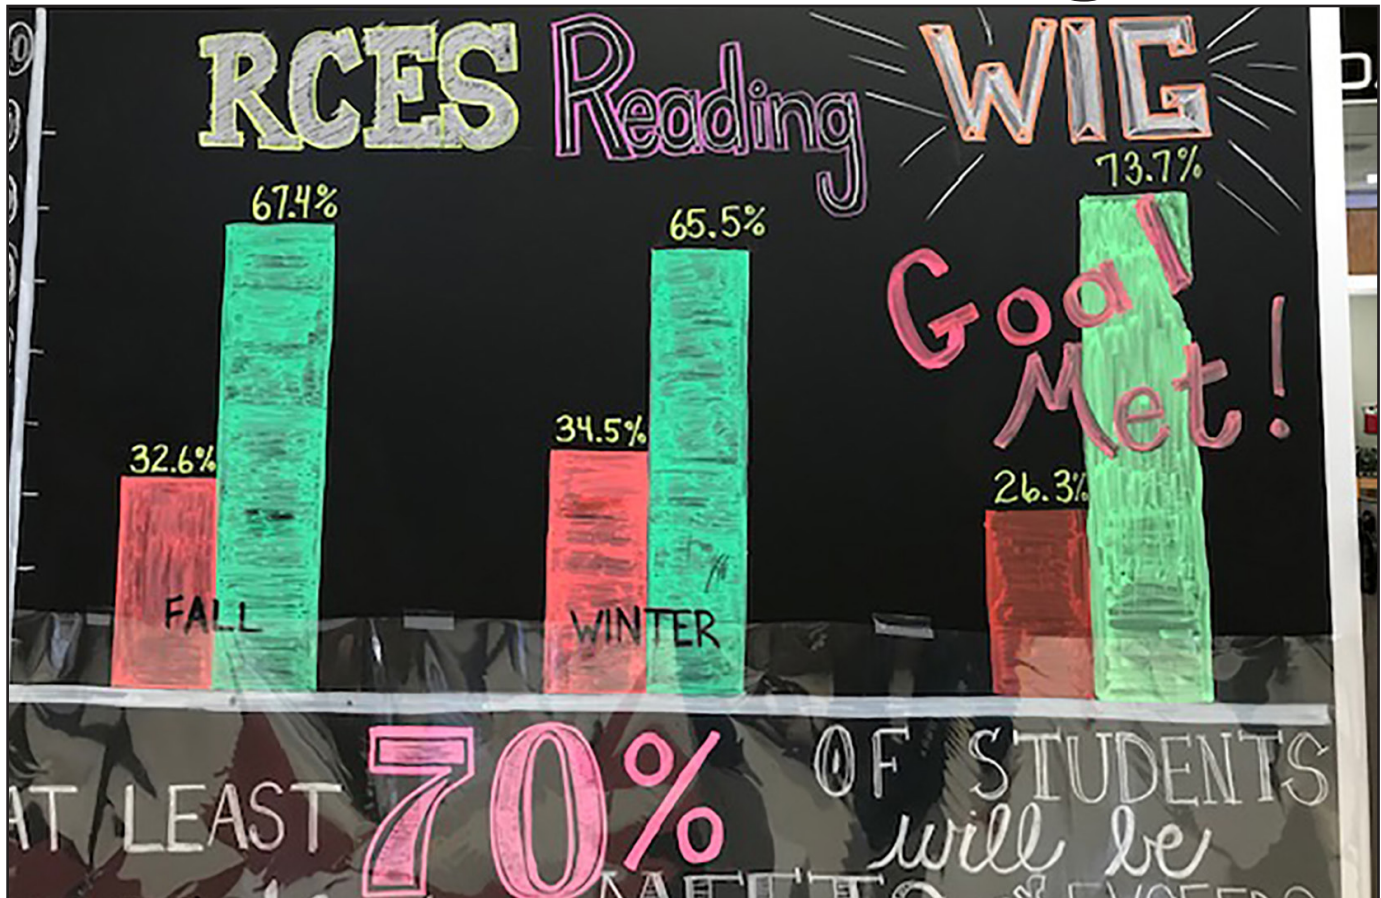 RCES Reading WIG
67.4%
65.5%
73.7%
Goal
Met!
32.6%
34.5%
26.3%
FALL
WINTER
AT LEAST 70% OF STUDENTS
will be